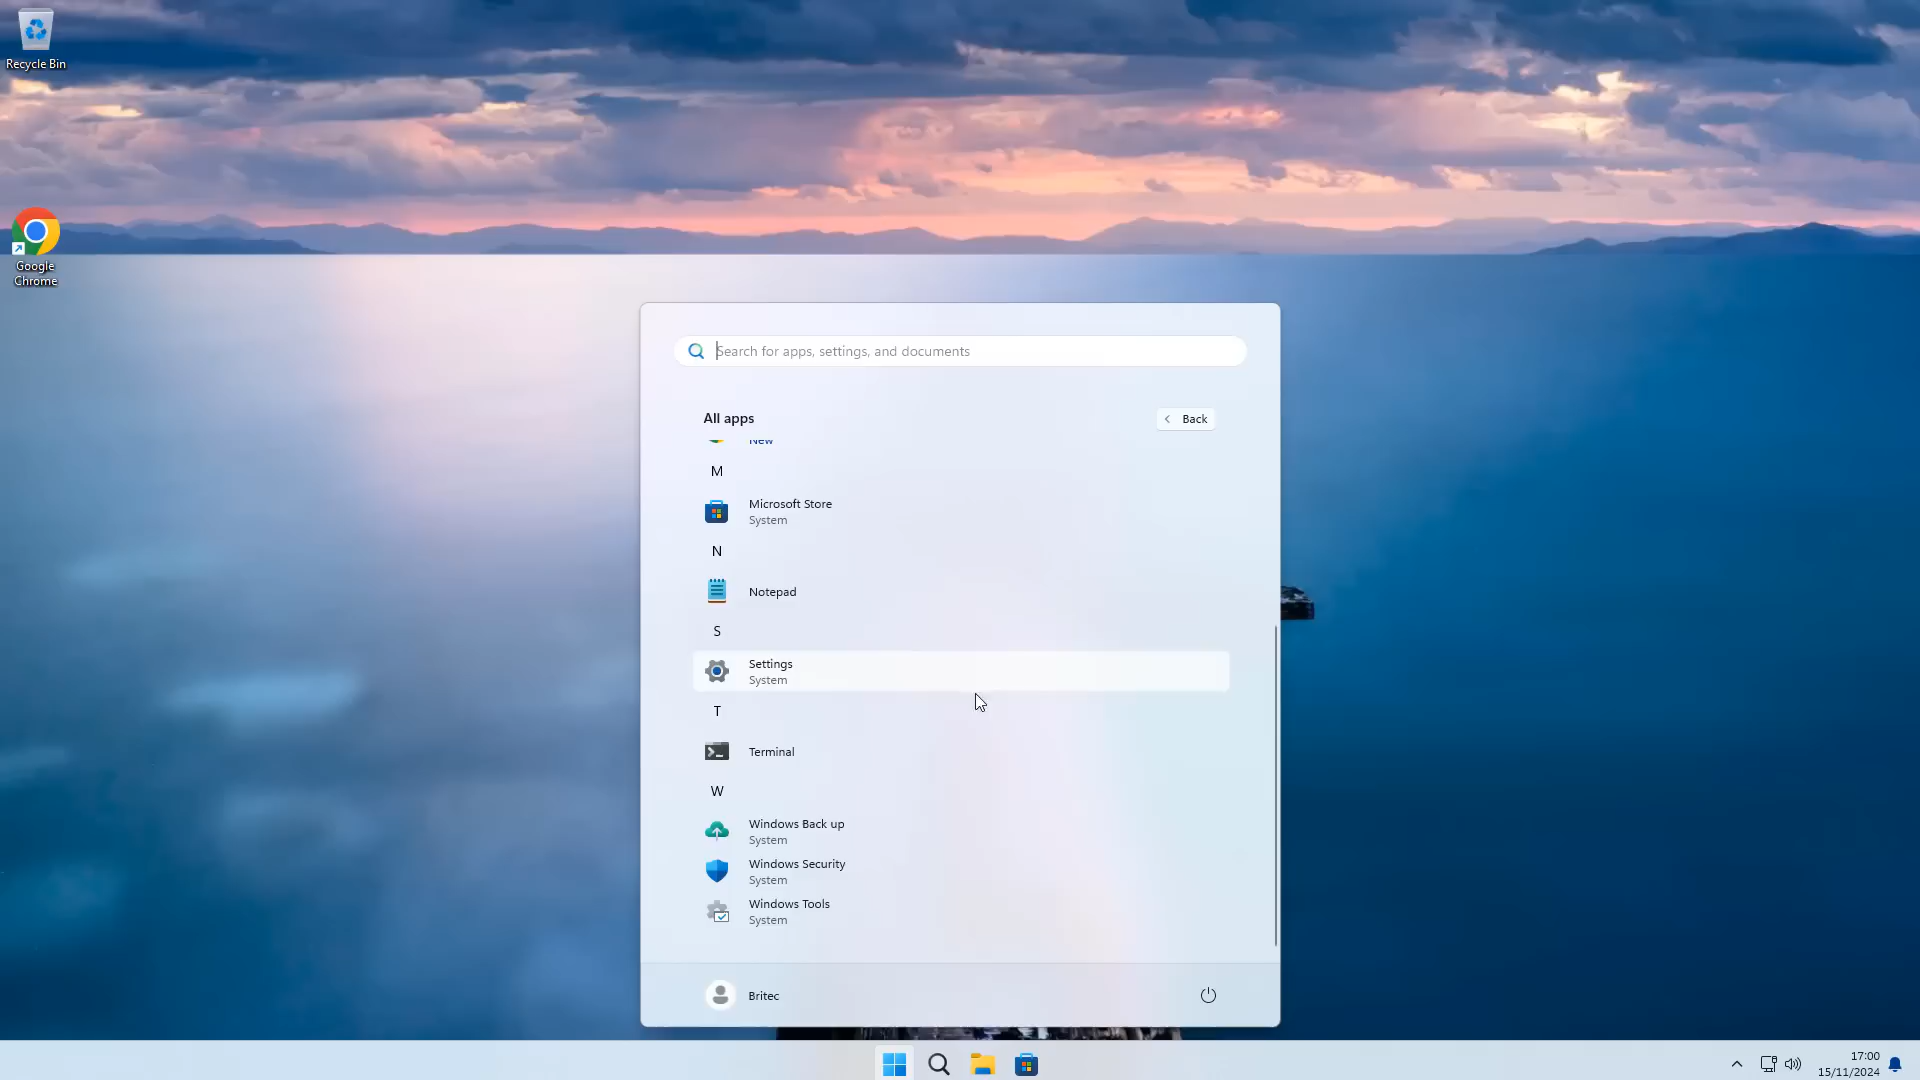 Recycle Bin
Google
Chrome
Search for apps, settings, and documents
All apps
Back
New
M
Microsoft Store
System
N
Notepad
S
Settings
System
T
Terminal
W
Windows Back up
System
Windows Security
System
Windows Tools
System
Britec
17:00
15/11/2024